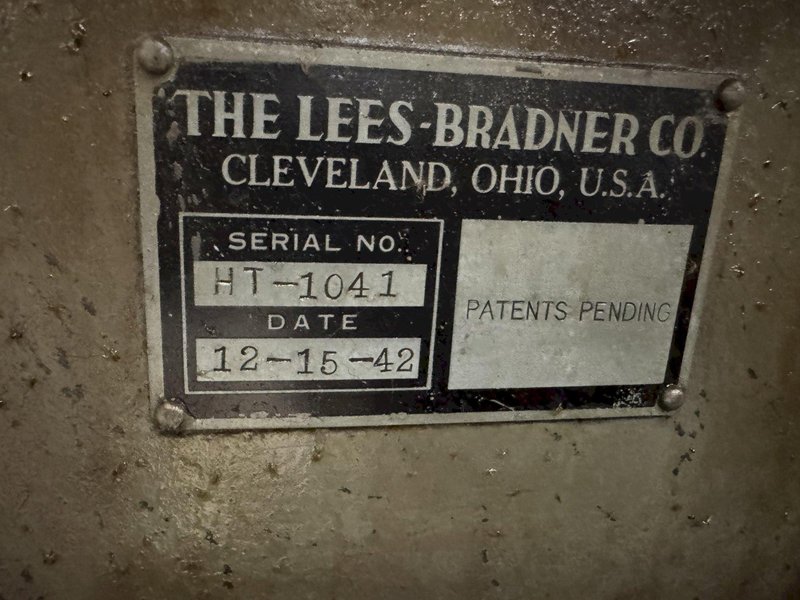 THE LEES-BRADNER CO.
CLEVELAND, OHIO, U.S.A.
SERIAL NO.
HT-1041
DATE
12-15-42
PATENTS PENDING